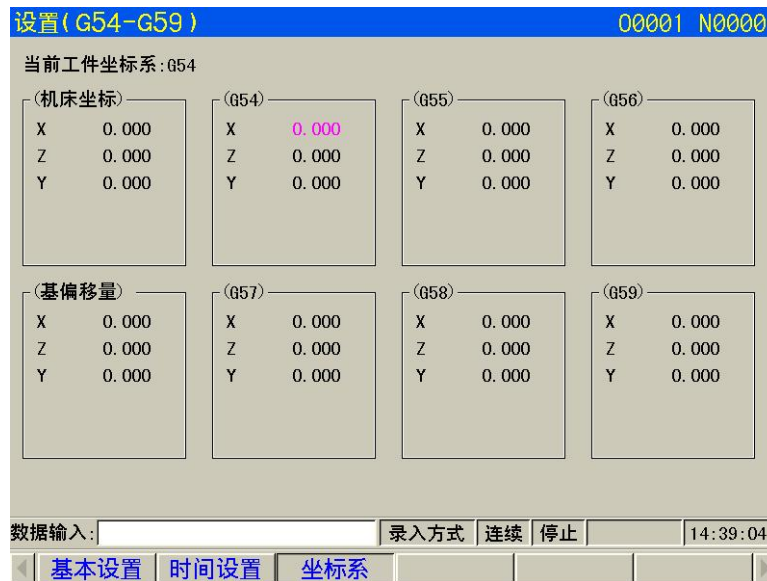 设置(G54-G59) O0001 N0000
当前工件坐标系:G54
(机床坐标) (G54) (G55) (G56)
X 0.000 X 0.000 X 0.000 X 0.000
Z 0.000 Z 0.000 Z 0.000 Z 0.000
Y 0.000 Y 0.000 Y 0.000 Y 0.000
(基偏移量) (G57) (G58) (G59)
X 0.000 X 0.000 X 0.000 X 0.000
Z 0.000 Z 0.000 Z 0.000 Z 0.000
Y 0.000 Y 0.000 Y 0.000 Y 0.000
数据输入: 录入方式 连续 停止 14:39:04
基本设置 时间设置 坐标系